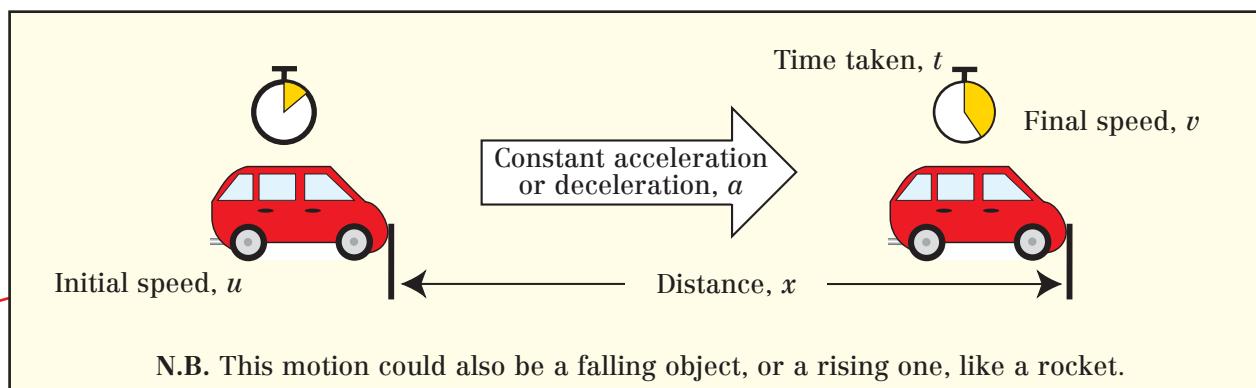 Time taken, t
Final speed, v
Constant acceleration
or deceleration, a
Initial speed, u
Distance, x
N.B. This motion could also be a falling object, or a rising one, like a rocket.